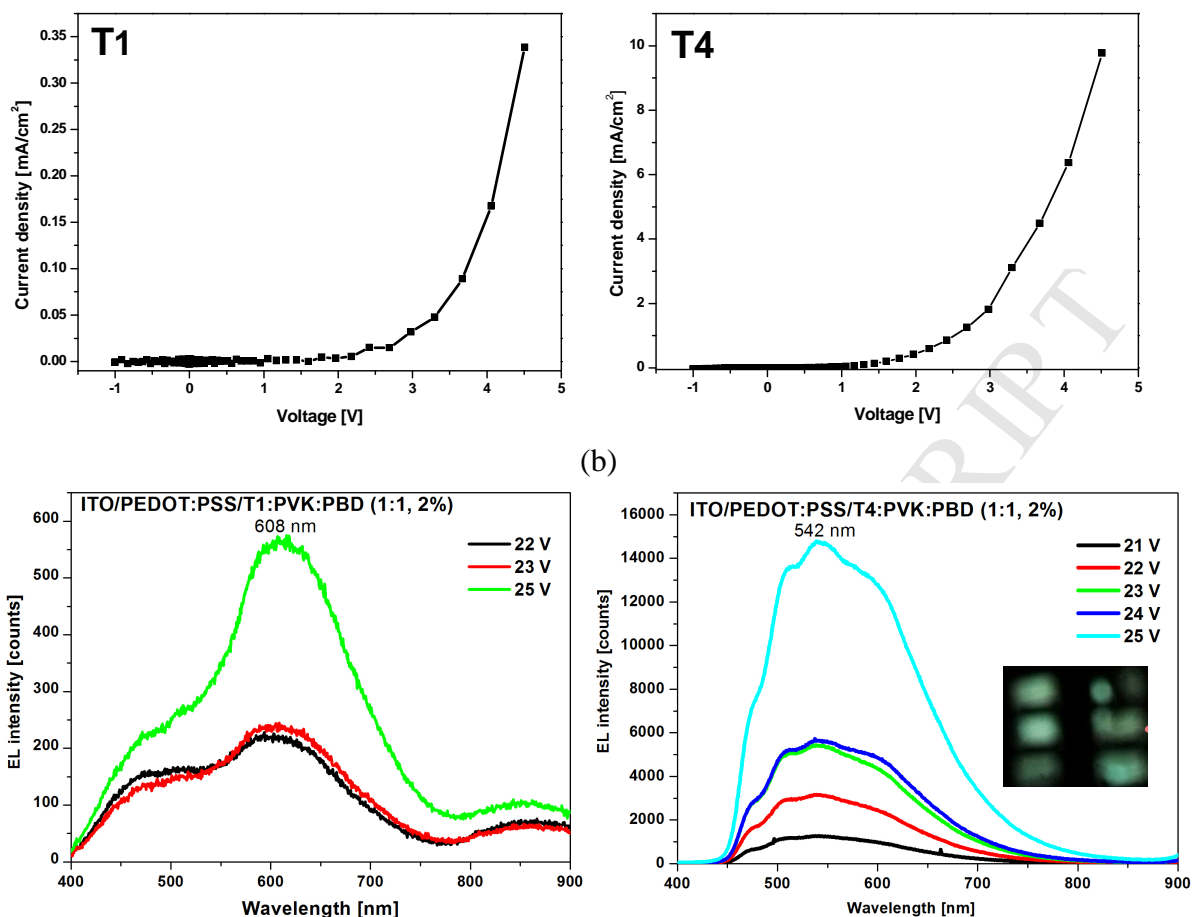 T1
Current density [mA/cm²]
0.35
0.30
0.25
0.20
0.15
0.10
0.05
0.00
-1 0 1 2 3 4 5
Voltage [V]
T4
Current density [mA/cm²]
10
8
6
4
2
0
-1 0 1 2 3 4 5
Voltage [V]
(b)
ITO/PEDOT:PSS/T1:PVK:PBD (1:1, 2%)
608 nm
22 V
23 V
25 V
EL intensity [counts]
600
500
400
300
200
100
0
400 500 600 700 800 900
Wavelength [nm]
ITO/PEDOT:PSS/T4:PVK:PBD (1:1, 2%)
542 nm
21 V
22 V
23 V
24 V
25 V
EL intensity [counts]
16000
14000
12000
10000
8000
6000
4000
2000
0
400 500 600 700 800 900
Wavelength [nm]
RIPT